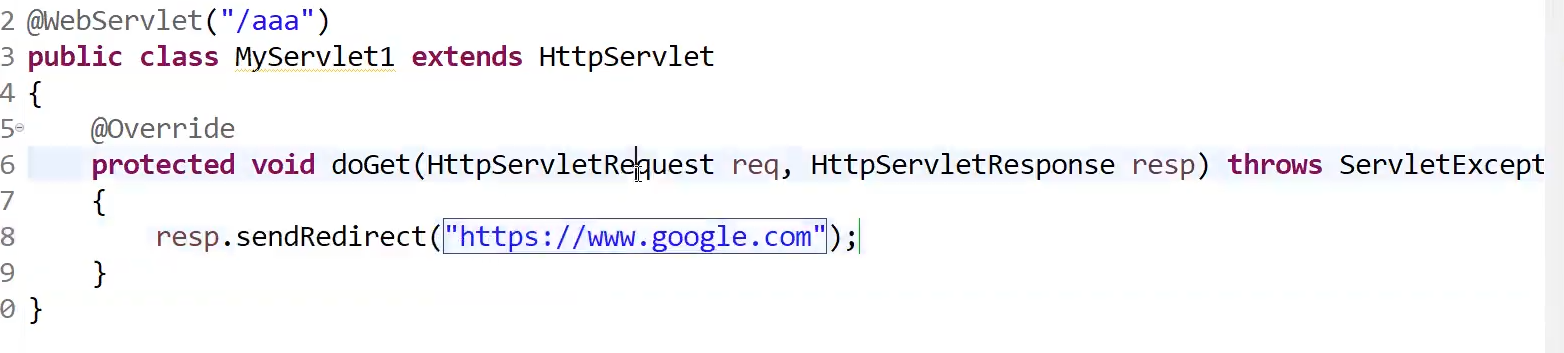 2 @WebServlet("/aaa")
3 public class MyServlet1 extends HttpServlet
4 {
5 @Override
6 protected void doGet(HttpServletRequest req, HttpServletResponse resp) throws ServletExcept
7 {
8 resp.sendRedirect("https://www.google.com");
9 }
0 }